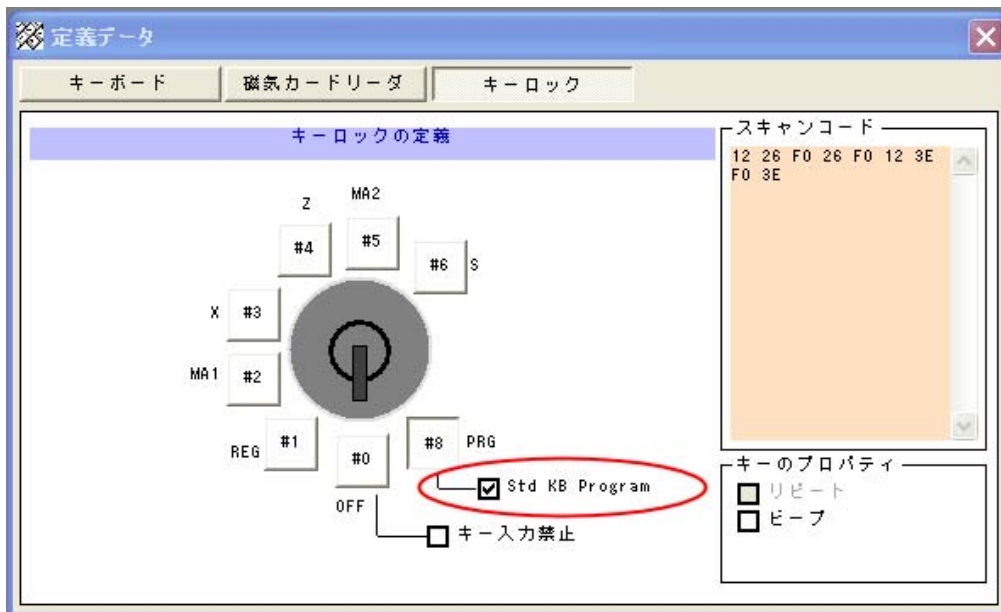 定義データ
キーボード
磁気カードリーダ
キーロック
キーロックの定義
Z
MA2
#4
#5
#6
S
X
#3
MA1
#2
REG
#1
#0
#8
PRG
OFF
Std KB Program
キー入力禁止
スキャンコード
12 26 F0 26 F0 12 3E
F0 3E
キーのプロパティ
リピート
ビープ